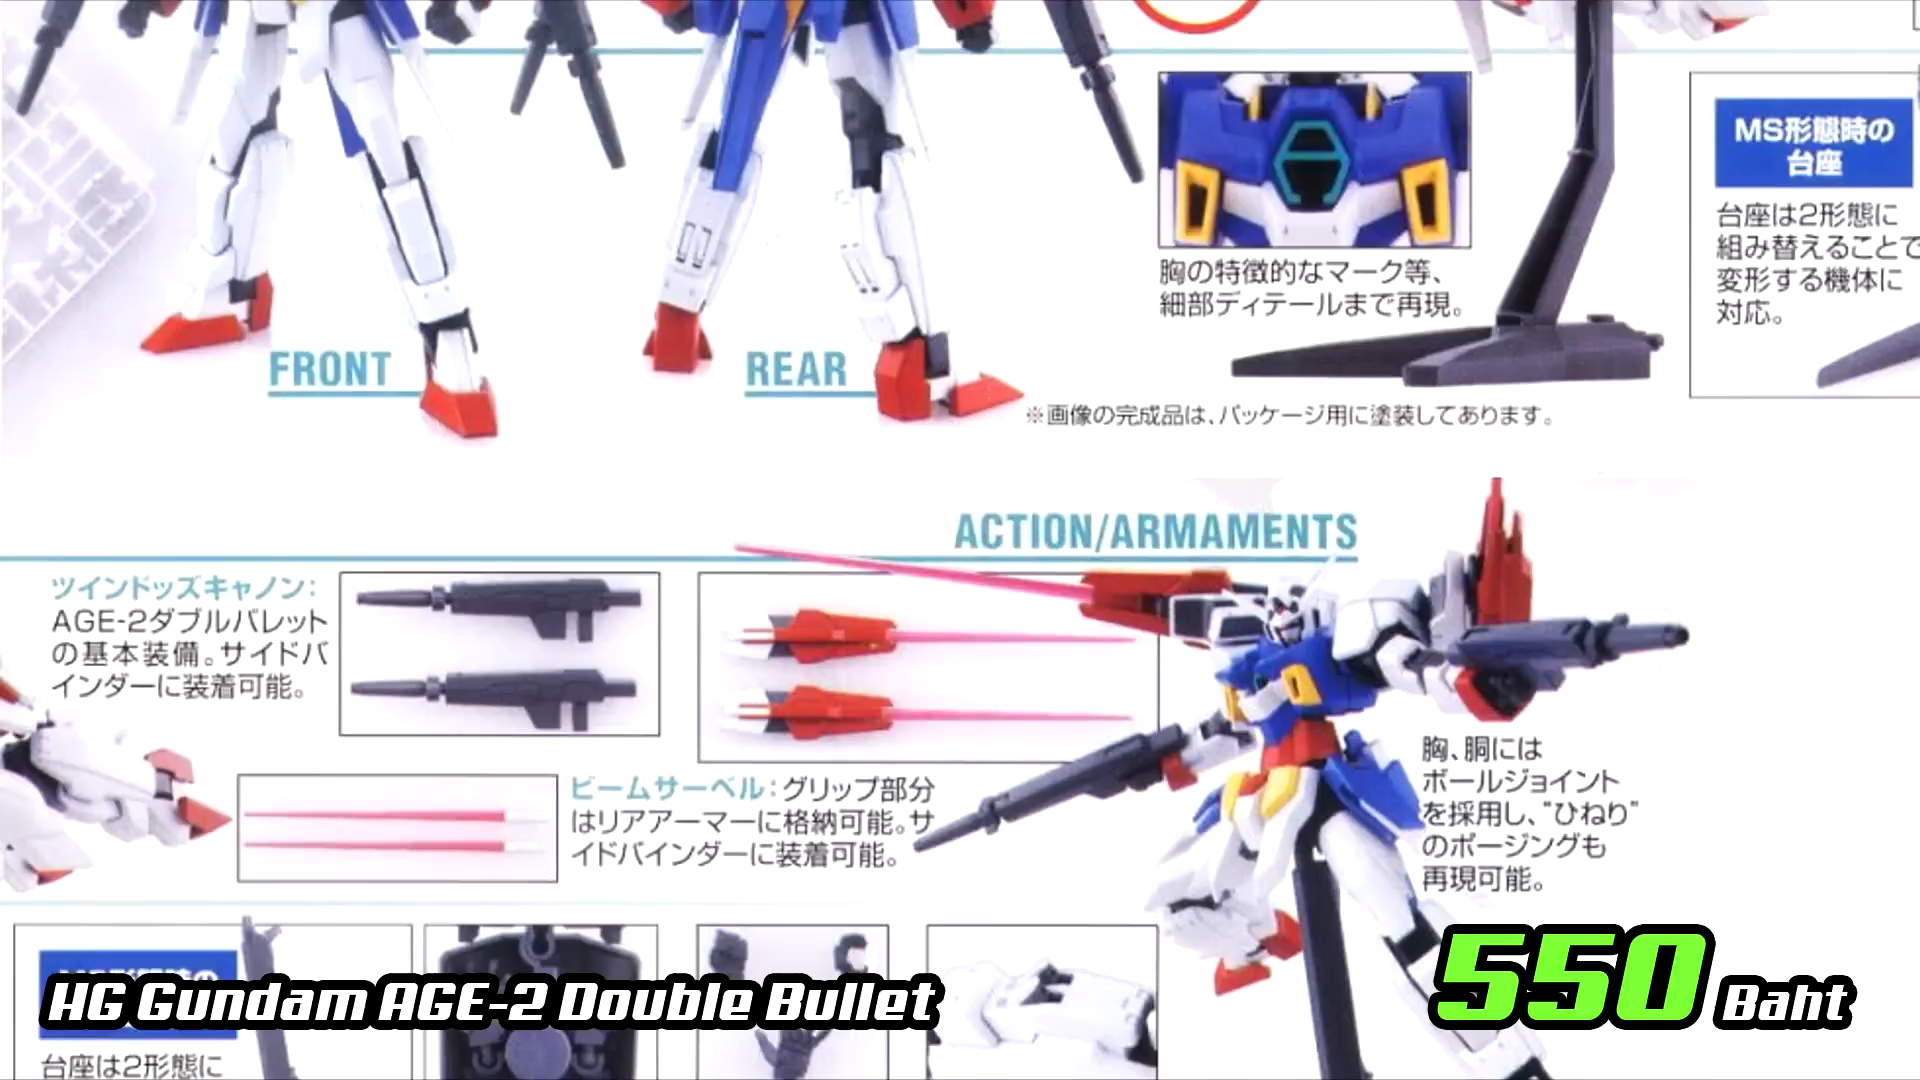 MS形態時の
台座
台座は2形態に
組み替えることで
変形する機体に
対応。
胸の特徴的なマーク等、
細部ディテールまで再現。
FRONT
REAR
※画像の完成品は、パッケージ用に塗装してあります。
ACTION/ARMAMENTS
ツインドッズキャノン:
AGE-2ダブルバレット
の基本装備。サイドバ
インダーに装着可能。
ビームサーベル:グリップ部分
はリアアーマーに格納可能。サ
イドバインダーに装着可能。
胸、胴には
ボールジョイント
を採用し、“ひねり”
のポージングも
再現可能。
HG Gundam AGE-2 Double Bullet
550 Baht
台座は2形態に